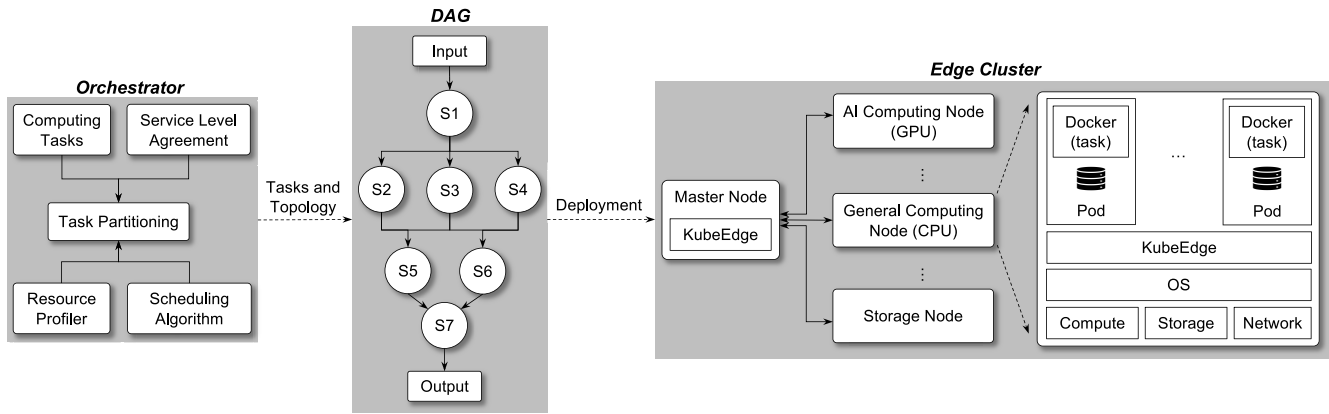 Orchestrator
Computing
Tasks
Service Level
Agreement
Task Partitioning
Resource
Profiler
Scheduling
Algorithm
Tasks and
Topology
DAG
Input
S1
S2
S3
S4
S5
S6
S7
Output
Deployment
Edge Cluster
Master Node
KubeEdge
AI Computing Node
(GPU)
...
General Computing
Node (CPU)
...
Storage Node
Docker
(task)
Pod
...
Docker
(task)
Pod
KubeEdge
OS
Compute
Storage
Network